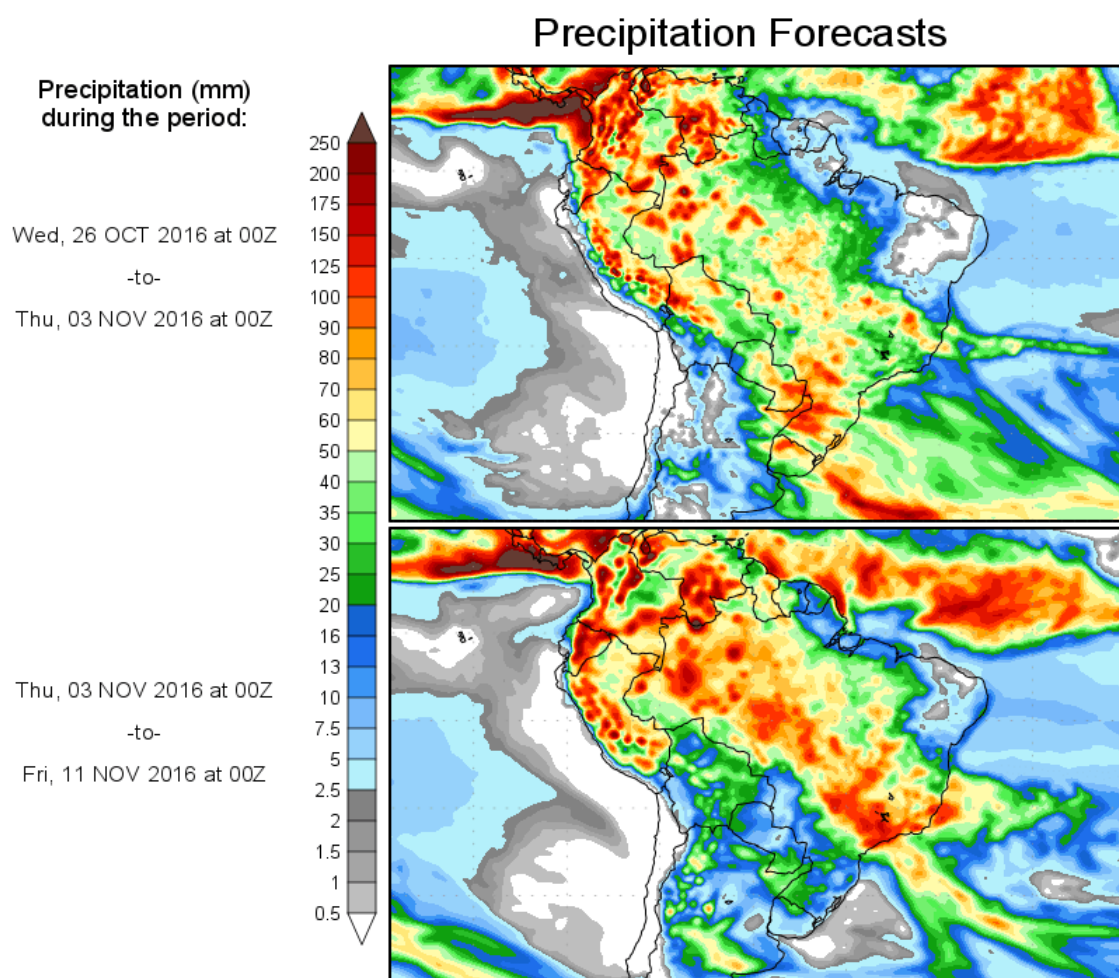 Precipitation Forecasts
Precipitation (mm)
during the period:
Wed, 26 OCT 2016 at 00Z
-to-
Thu, 03 NOV 2016 at 00Z
Thu, 03 NOV 2016 at 00Z
-to-
Fri, 11 NOV 2016 at 00Z
250
200
175
150
125
100
90
80
70
60
50
40
35
30
25
20
16
13
10
7.5
5
2.5
2
1.5
1
0.5